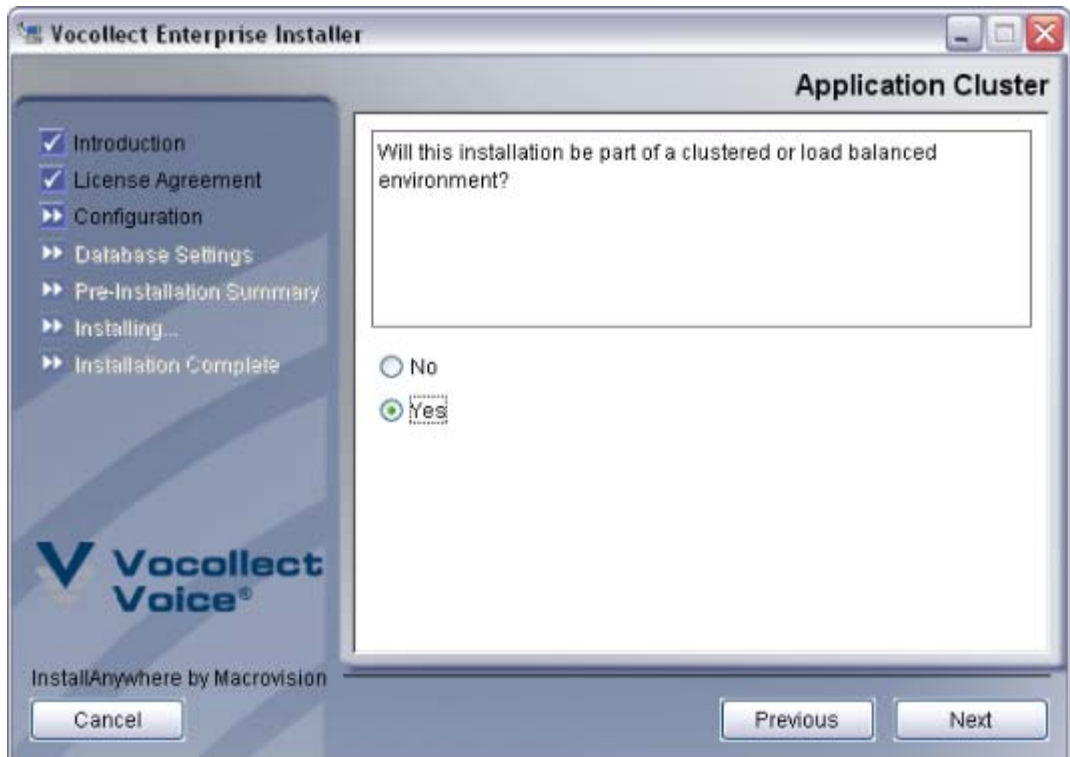 Vocollect Enterprise Installer
Application Cluster
Introduction
License Agreement
Configuration
Database Settings
Pre-Installation Summary
Installing...
Installation Complete
Will this installation be part of a clustered or load balanced
environment?
No
Yes
Vocollect
Voice®
InstallAnywhere by Macrovision
Cancel
Previous
Next